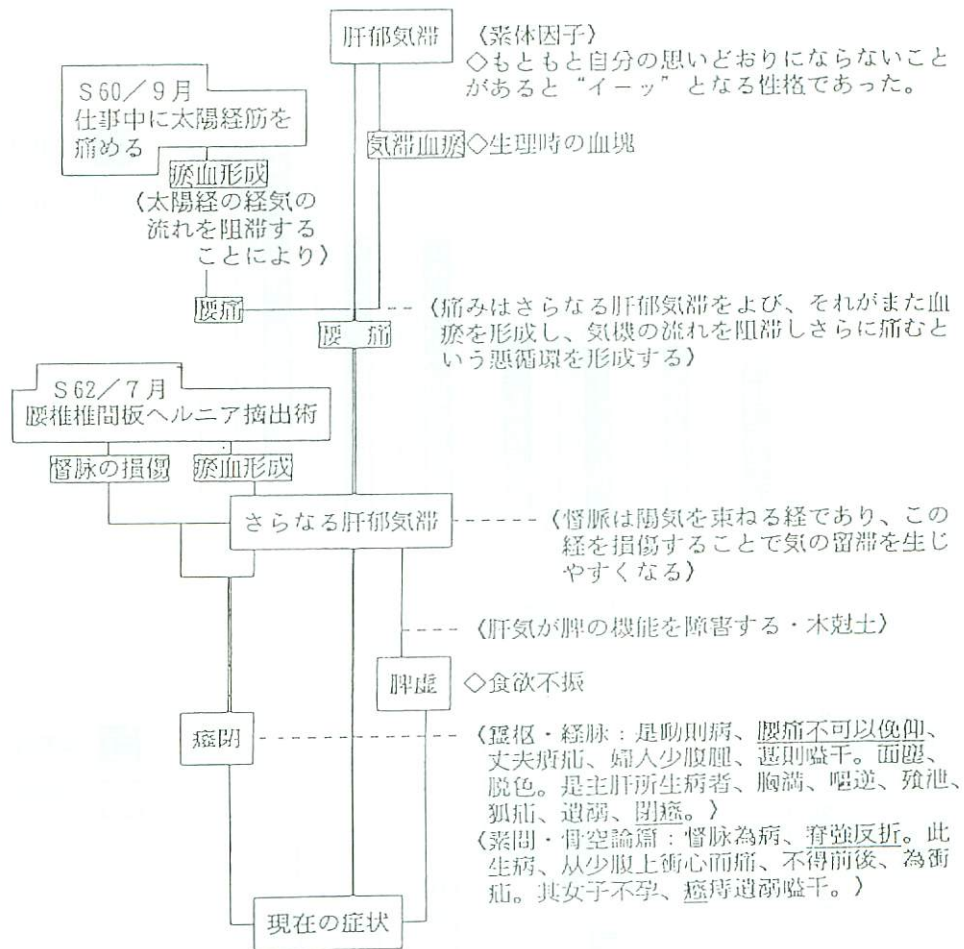 肝郁気滞
〈素体因子〉
◇もともと自分の思いどおりにならないこと
があると“イーッ”となる性格であった。
S60／9月
仕事中に太陽経筋を
痛める
気滞血瘀
◇生理時の血塊
瘀血形成
〈太陽経の経気の
流れを阻滞する
ことにより〉
腰痛
腰　痛
〈痛みはさらなる肝郁気滞をよび、それがまた血
瘀を形成し、気機の流れを阻滞しさらに痛むと
いう悪循環を形成する〉
S62／7月
腰椎椎間板ヘルニア摘出術
督脉の損傷
瘀血形成
さらなる肝郁気滞
〈督脉は陽気を束ねる経であり、この
経を損傷することで気の留滞を生じ
やすくなる〉
〈肝気が脾の機能を障害する・木尅土〉
脾虚
◇食欲不振
癃閉
〈霊枢・経脉：是動則病、腰痛不可以俛仰、
丈夫㿉疝、婦人少腹腫、甚則嗌干。面塵、
脱色。是主肝所生病者、胸満、嘔逆、飱泄、
狐疝、遺溺、閉癃。〉
〈素問・骨空論篇：督脉為病、脊強反折。此
生病、从少腹上衝心而痛、不得前後、為衝
疝。其女子不孕、癃痔遺溺嗌干。〉
現在の症状